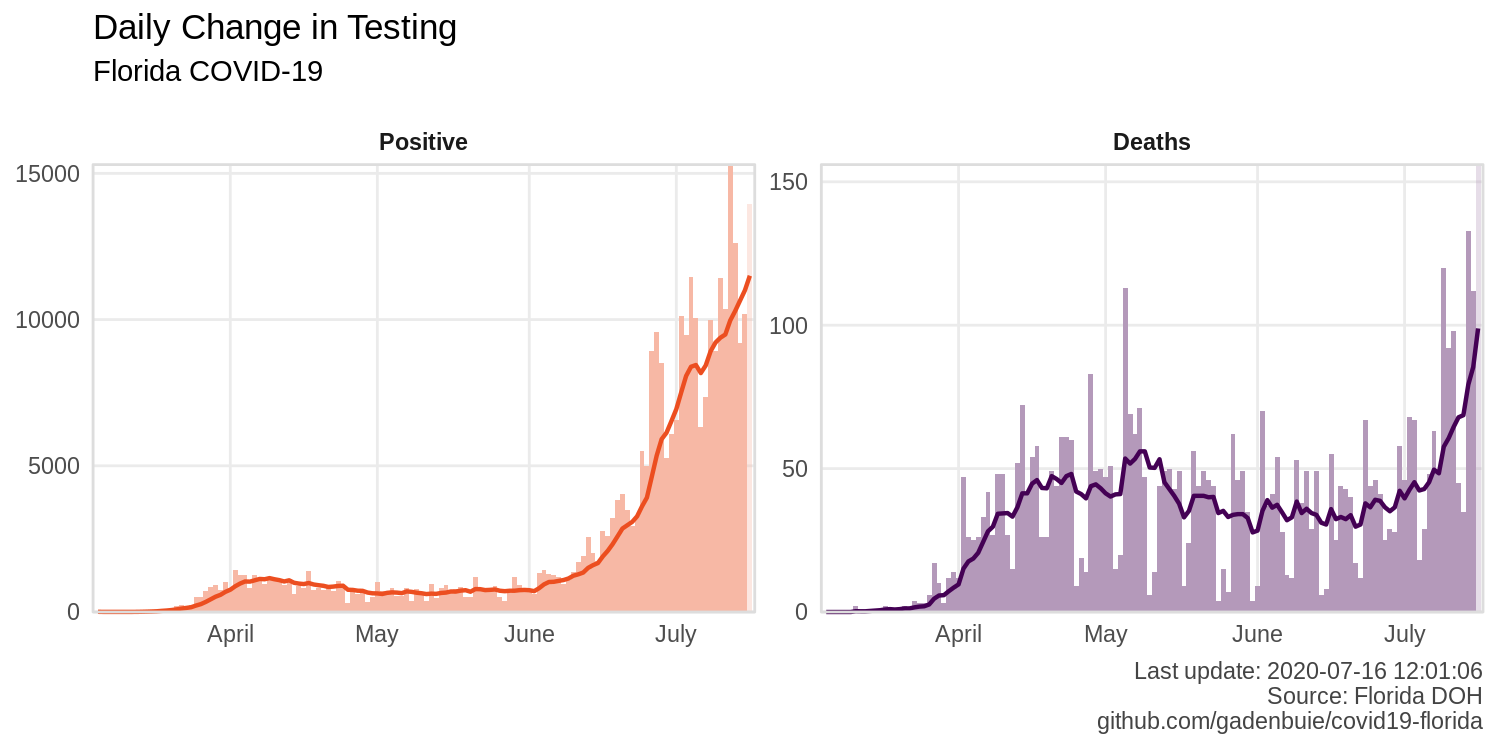 Daily Change in Testing
Florida COVID-19
Positive
15000
10000
5000
0
April May June July
Deaths
150
100
50
0
April May June July
Last update: 2020-07-16 12:01:06
Source: Florida DOH
github.com/gadenbuie/covid19-florida